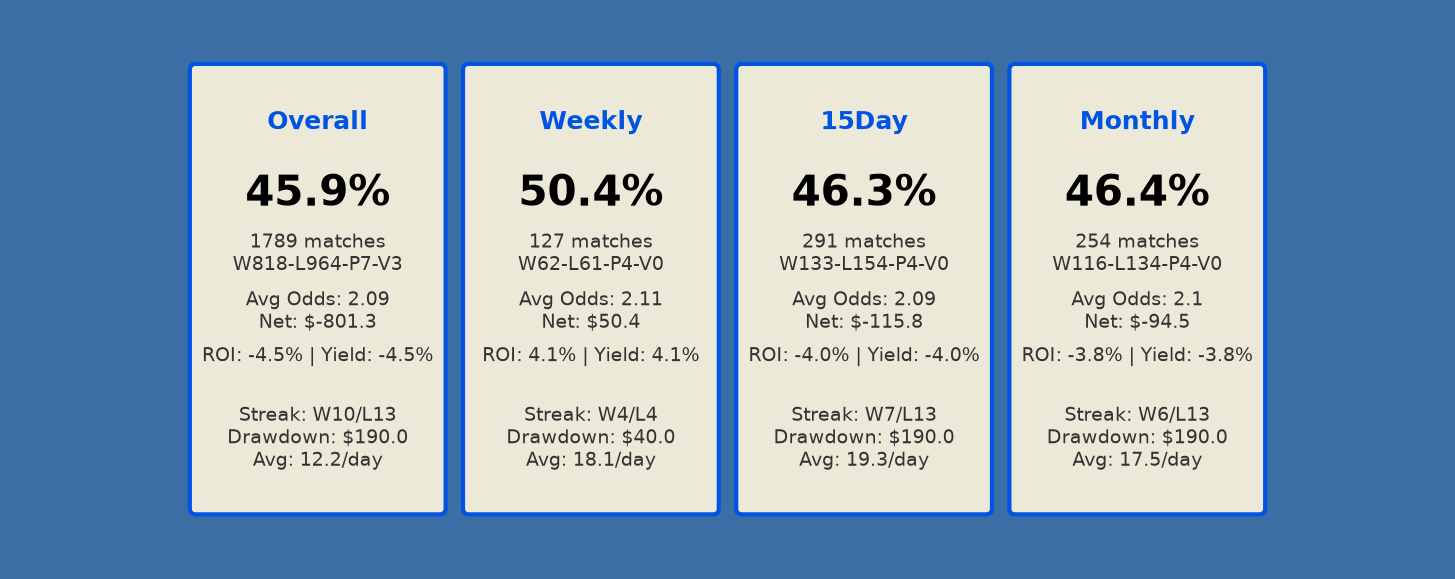 Overall
45.9%
1789 matches
W818-L964-P7-V3
Avg Odds: 2.09
Net: $-801.3
ROI: -4.5% | Yield: -4.5%
Streak: W10/L13
Drawdown: $190.0
Avg: 12.2/day
Weekly
50.4%
127 matches
W62-L61-P4-V0
Avg Odds: 2.11
Net: $50.4
ROI: 4.1% | Yield: 4.1%
Streak: W4/L4
Drawdown: $40.0
Avg: 18.1/day
15Day
46.3%
291 matches
W133-L154-P4-V0
Avg Odds: 2.09
Net: $-115.8
ROI: -4.0% | Yield: -4.0%
Streak: W7/L13
Drawdown: $190.0
Avg: 19.3/day
Monthly
46.4%
254 matches
W116-L134-P4-V0
Avg Odds: 2.1
Net: $-94.5
ROI: -3.8% | Yield: -3.8%
Streak: W6/L13
Drawdown: $190.0
Avg: 17.5/day